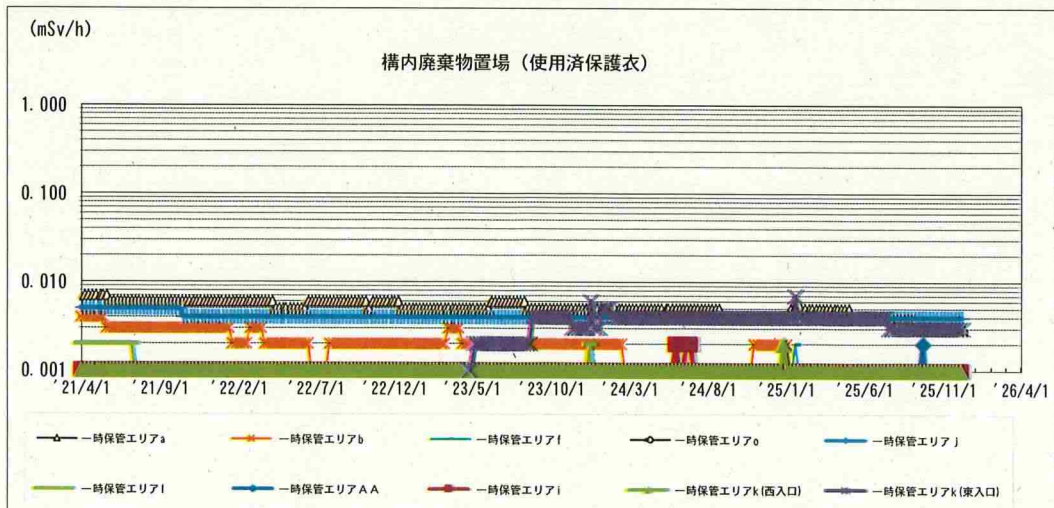 (mSv/h)
構内廃棄物置場（使用済保護衣）
1.000
0.100
0.010
0.001
'21/4/1 '21/9/1 '22/2/1 '22/7/1 '22/12/1 '23/5/1 '23/10/1 '24/3/1 '24/8/1 '25/1/1 '25/6/1 '25/11/1 '26/4/1
一時保管エリアa 一時保管エリアb 一時保管エリアf 一時保管エリアo 一時保管エリアj
一時保管エリアl 一時保管エリアAA 一時保管エリアi 一時保管エリアk(西入口) 一時保管エリアk(東入口)